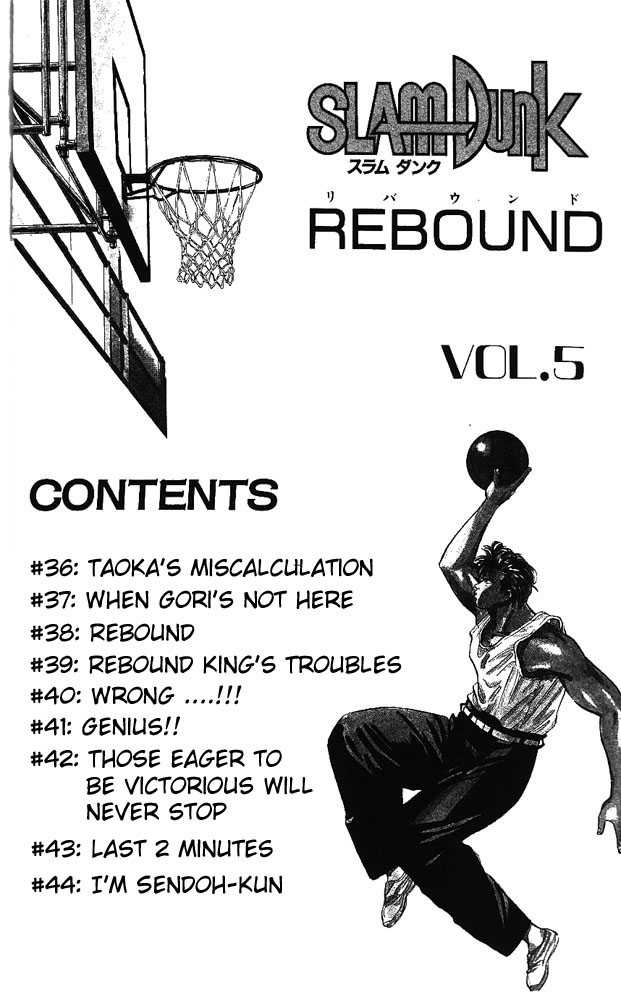 SLAM DUNK
スラム ダンク
リバウンド
REBOUND
VOL.5
CONTENTS
#36: TAOKA'S MISCALCULATION
#37: WHEN GORI'S NOT HERE
#38: REBOUND
#39: REBOUND KING'S TROUBLES
#40: WRONG ....!!!
#41: GENIUS!!
#42: THOSE EAGER TO
BE VICTORIOUS WILL
NEVER STOP
#43: LAST 2 MINUTES
#44: I'M SENDOH-KUN